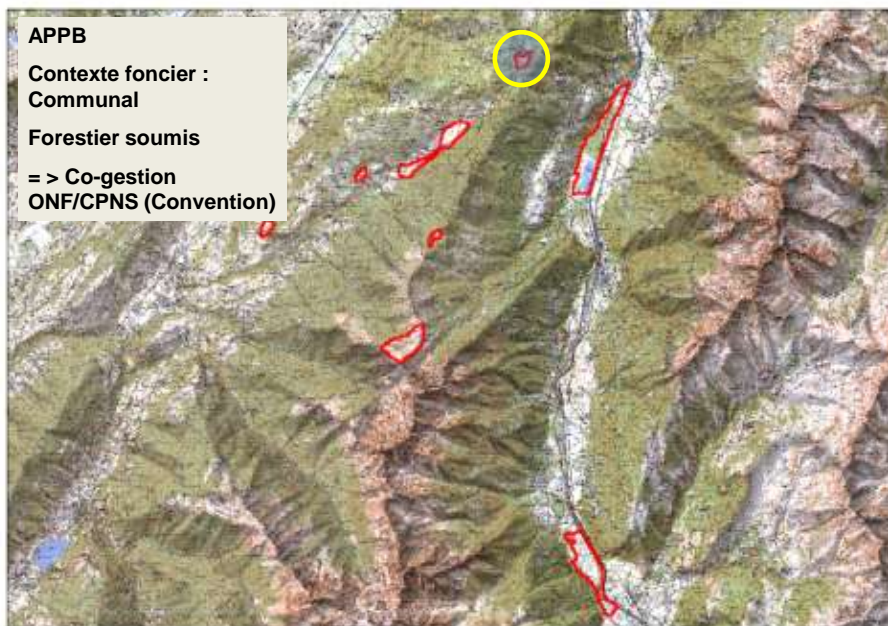 APPB
Contexte foncier :
Communal
Forestier soumis
= > Co-gestion
ONF/CPNS (Convention)